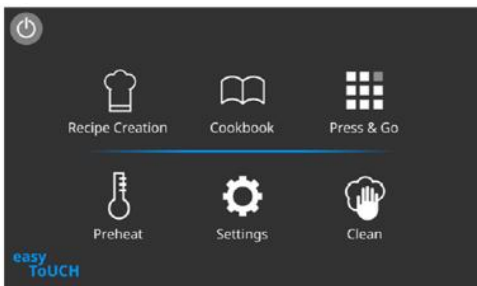 Recipe Creation
Cookbook
Press & Go
Preheat
Settings
Clean
easy
ToUCH